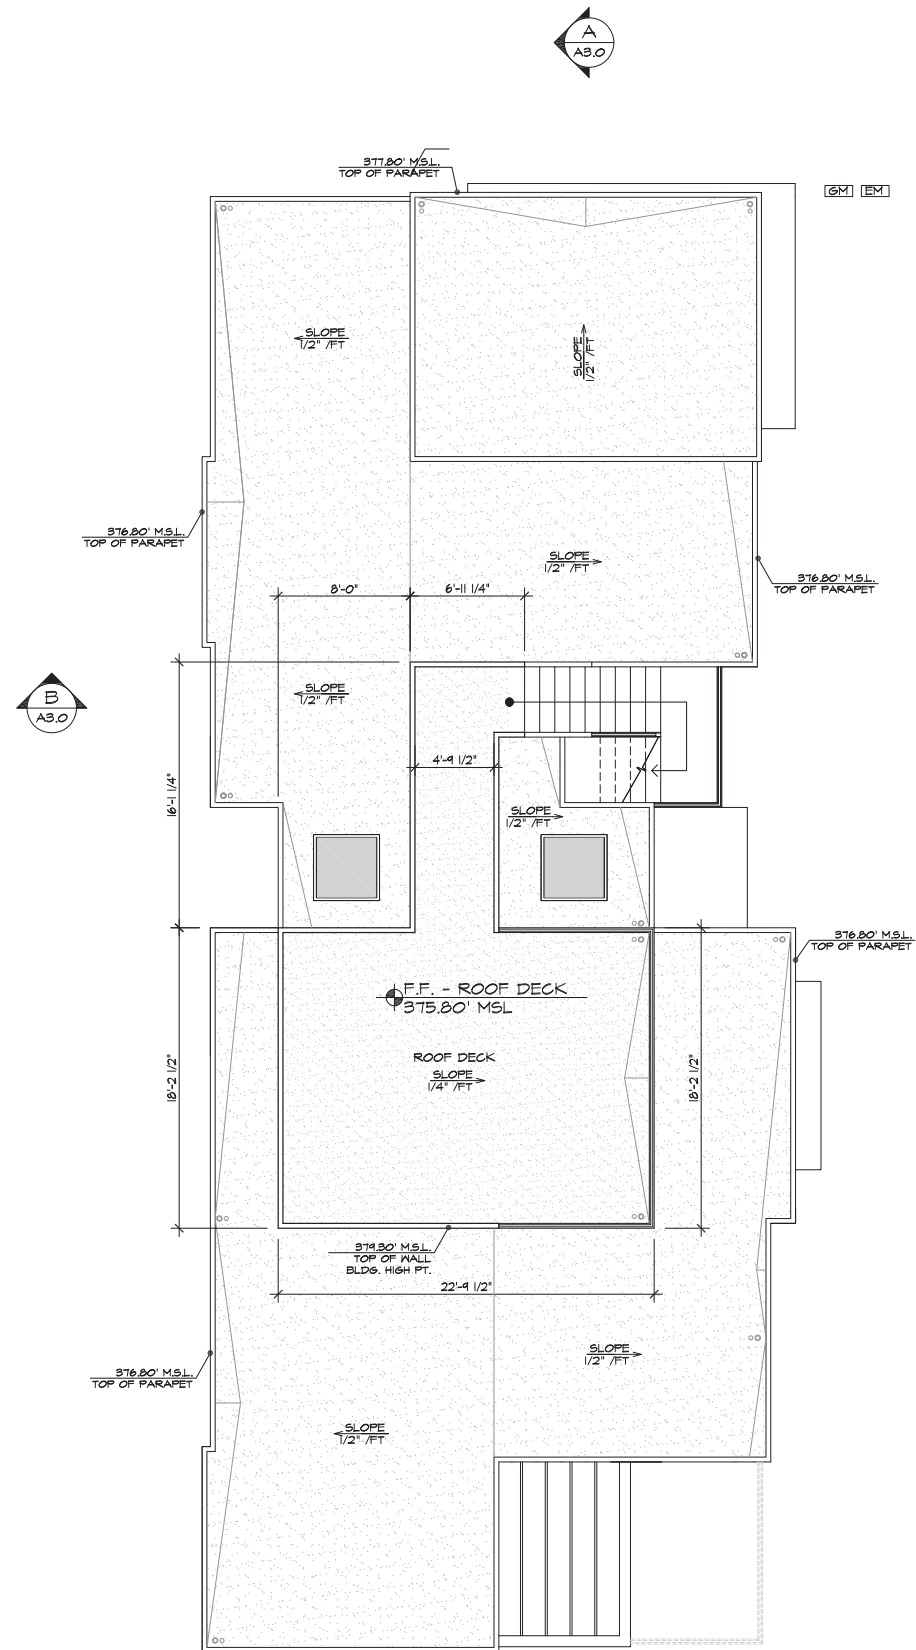 A
A3.0
377.80' M.S.L.
TOP OF PARAPET
GM EM
SLOPE
1/2" /FT
SLOPE
1/2" /FT
376.80' M.S.L.
TOP OF PARAPET
SLOPE
1/2" /FT
376.80' M.S.L.
TOP OF PARAPET
8'-0"
6'-11 1/4"
SLOPE
1/2" /FT
B
A3.0
4'-9 1/2"
16'-1 1/4"
SLOPE
1/2" /FT
376.80' M.S.L.
TOP OF PARAPET
F.F. - ROOF DECK
375.80' MSL
ROOF DECK
SLOPE
1/4" /FT
18'-2 1/2"
18'-2 1/2"
379.30' M.S.L.
TOP OF WALL
BLDG. HIGH PT.
22'-9 1/2"
SLOPE
1/2" /FT
376.80' M.S.L.
TOP OF PARAPET
SLOPE
1/2" /FT